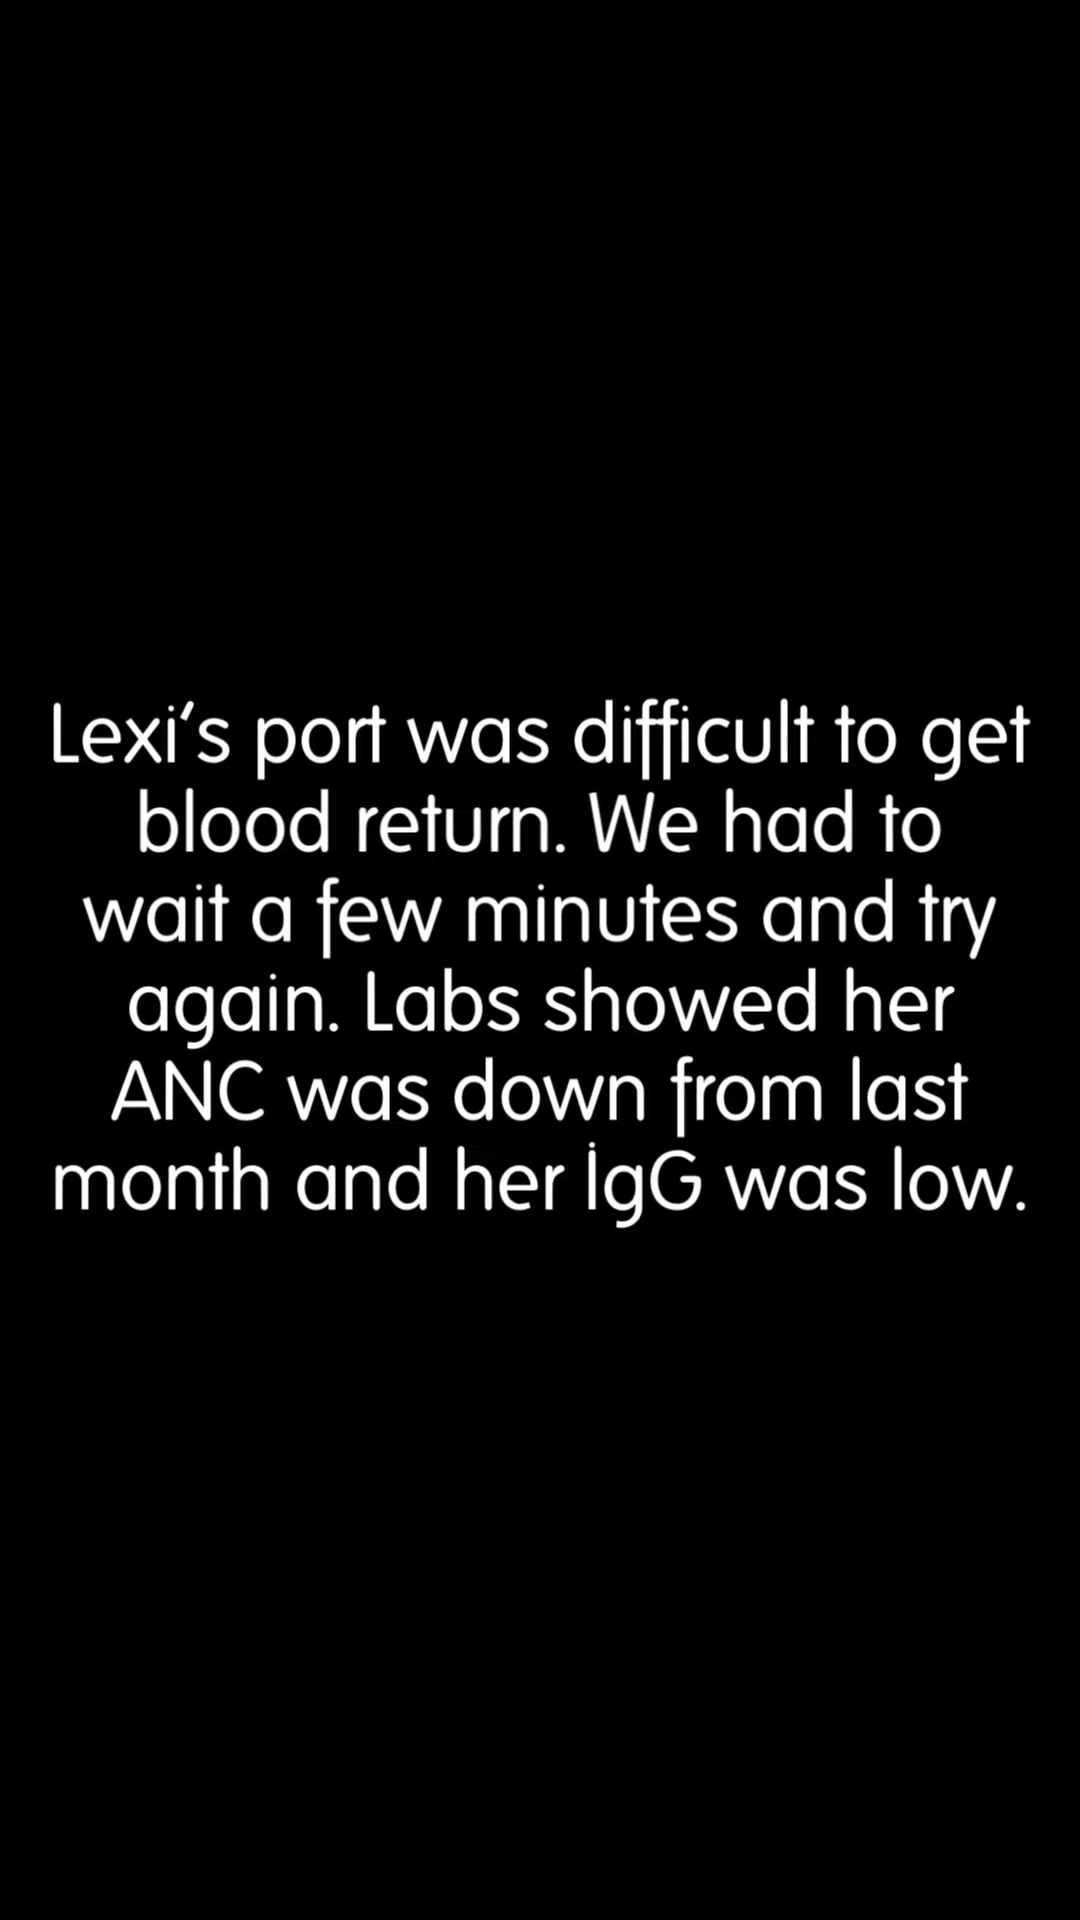 Lexi's port was difficult to get
blood return. We had to
wait a few minutes and try
again. Labs showed her
ANC was down from last
month and her IgG was low.